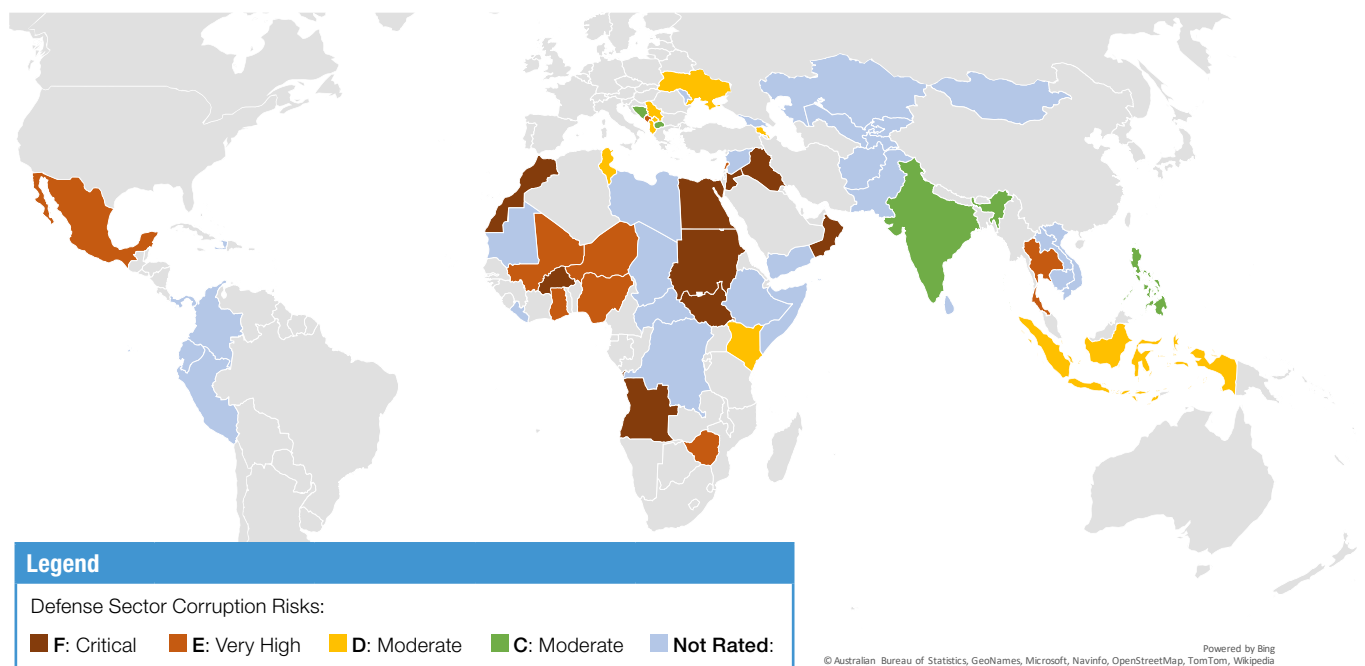 Legend
Defense Sector Corruption Risks:
F: Critical E: Very High D: Moderate C: Moderate Not Rated:
Powered by Bing
© Australian Bureau of Statistics, GeoNames, Microsoft, Navinfo, OpenStreetMap, TomTom, Wikipedia